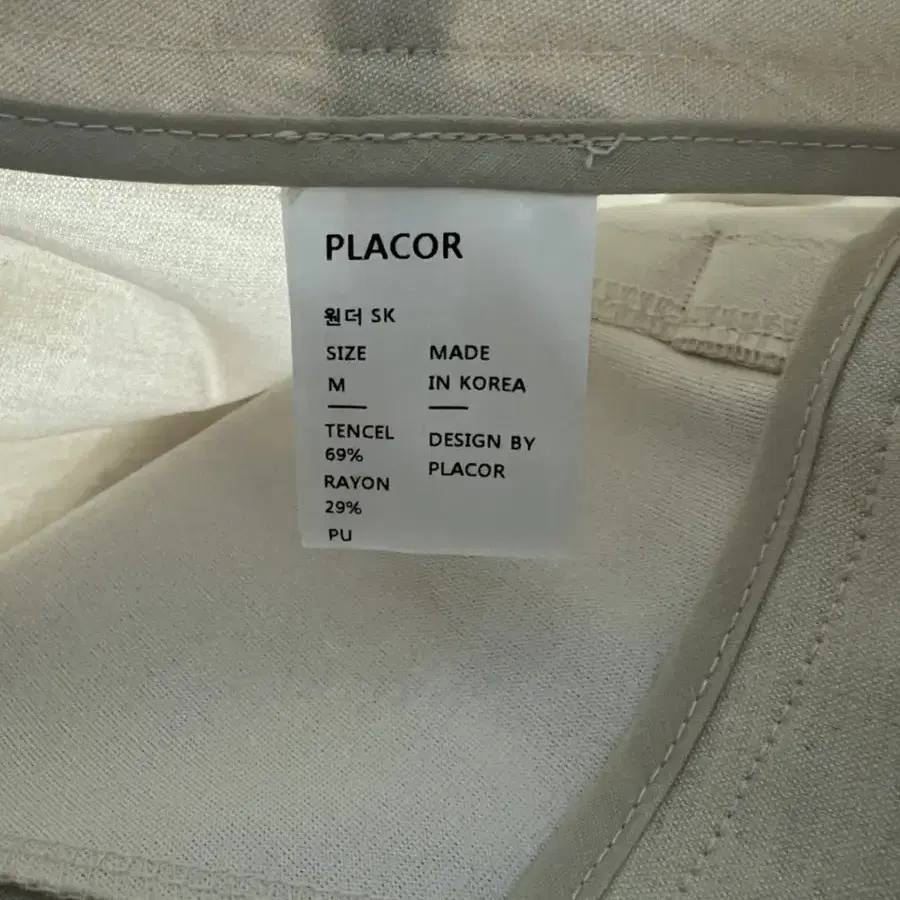 PLACOR
원더 SK
SIZE
M
TENCEL
69%
RAYON
29%
PU
MADE
IN KOREA
DESIGN BY
PLACOR